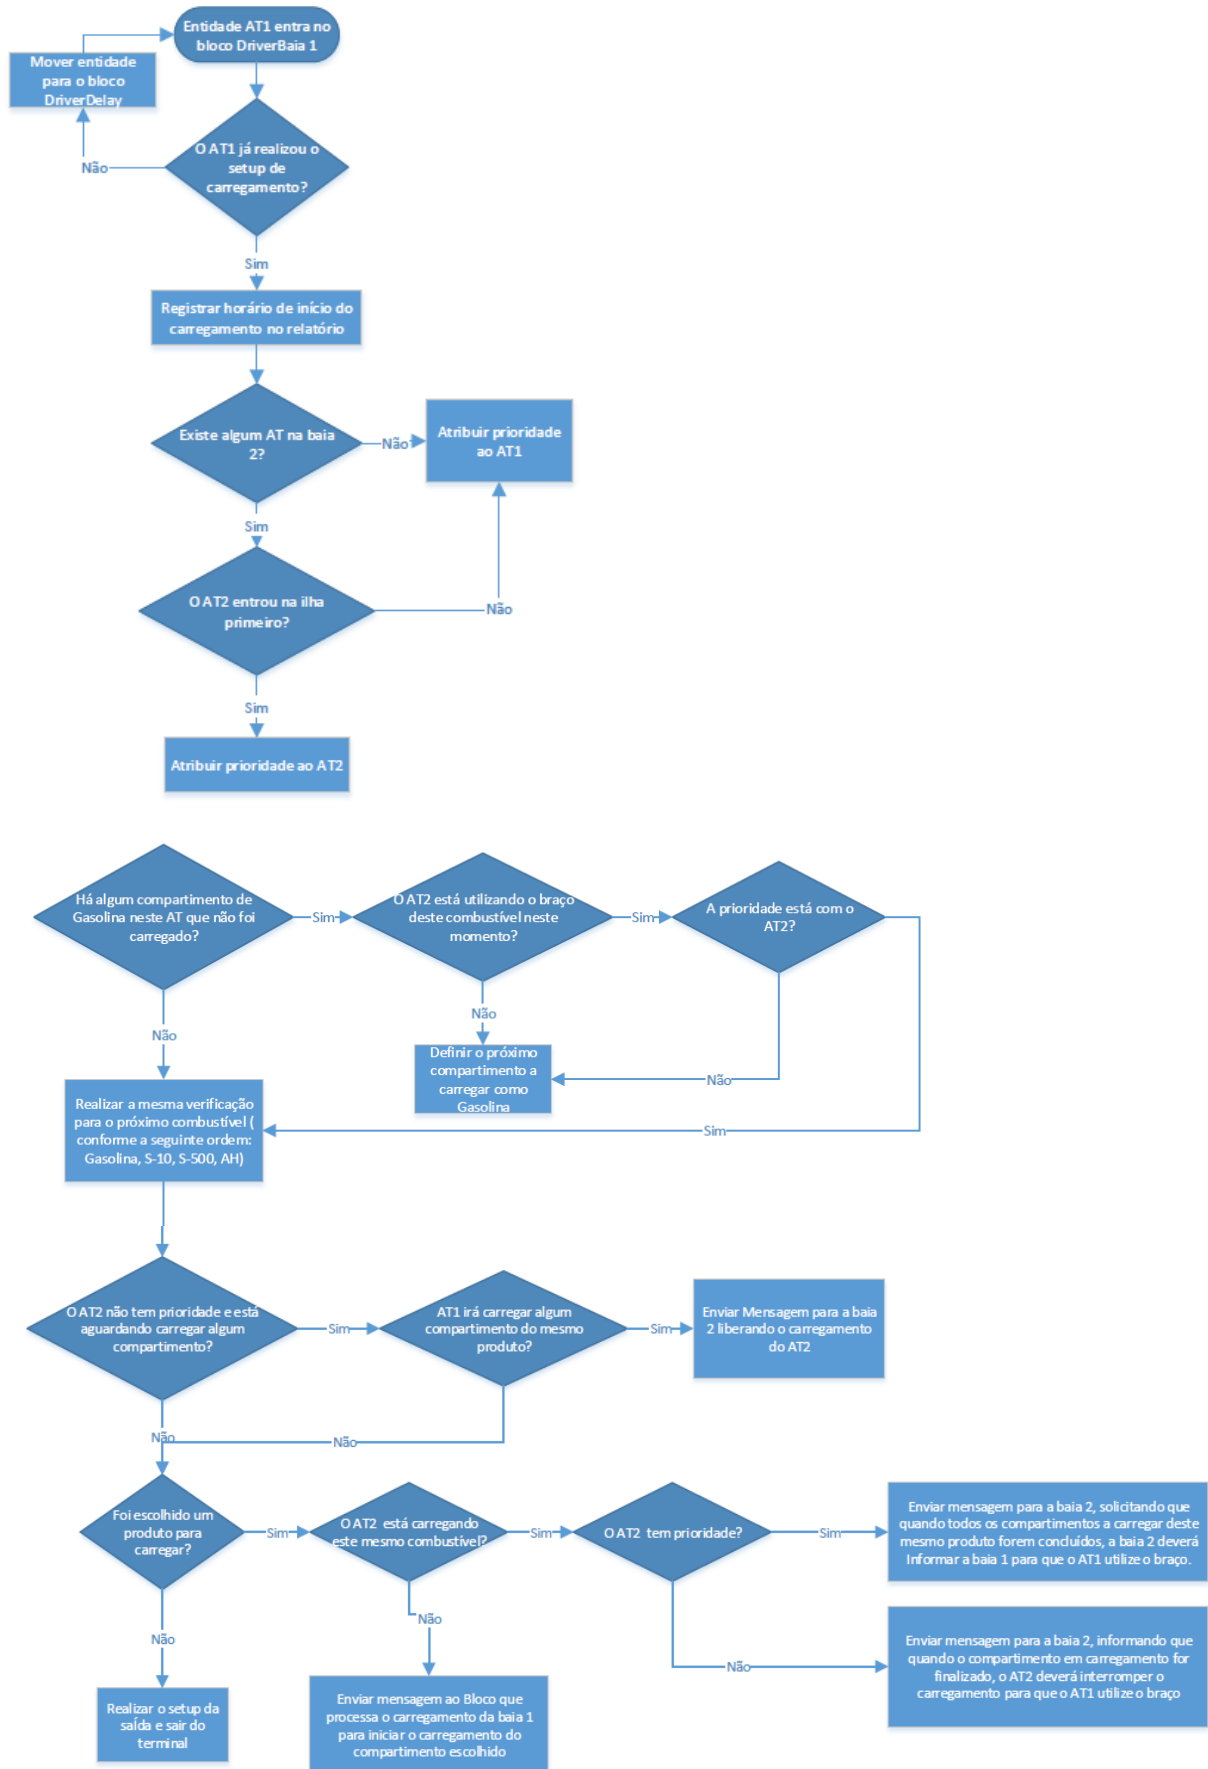 Entidade AT1 entra no
bloco DriverBaia 1
Mover entidade
para o bloco
DriverDelay
O AT1 já realizou o
setup de
carregamento?
Não
Sim
Registrar horário de início do
carregamento no relatório
Existe algum AT na baia
2?
Não
Atribuir prioridade
ao AT1
Sim
O AT2 entrou na ilha
primeiro?
Não
Sim
Atribuir prioridade ao AT2
Há algum compartimento de
Gasolina neste AT que não foi
carregado?
Sim
O AT2 está utilizando o braço
deste combustível neste
momento?
Sim
A prioridade está com o
AT2?
Não
Não
Definir o próximo
compartimento a
carregar como
Gasolina
Não
Realizar a mesma verificação
para o próximo combustível (
conforme a seguinte ordem:
Gasolina, S-10, S-500, AH)
Sim
O AT2 não tem prioridade e está
aguardando carregar algum
compartimento?
Sim
AT1 irá carregar algum
compartimento do mesmo
produto?
Sim
Enviar Mensagem para a baia
2 liberando o carregamento
do AT2
Não
Não
Foi escolhido um
produto para
carregar?
Sim
O AT2 está carregando
este mesmo combustível?
Sim
O AT2 tem prioridade?
Sim
Enviar mensagem para a baia 2, solicitando que
quando todos os compartimentos a carregar deste
mesmo produto forem concluídos, a baia 2 deverá
Informar a baia 1 para que o AT1 utilize o braço.
Não
Não
Não
Enviar mensagem para a baia 2, informando que
quando o compartimento em carregamento for
finalizado, o AT2 deverá interromper o
carregamento para que o AT1 utilize o braço
Realizar o setup da
saída e sair do
terminal
Enviar mensagem ao Bloco que
processa o carregamento da baia 1
para iniciar o carregamento do
compartimento escolhido